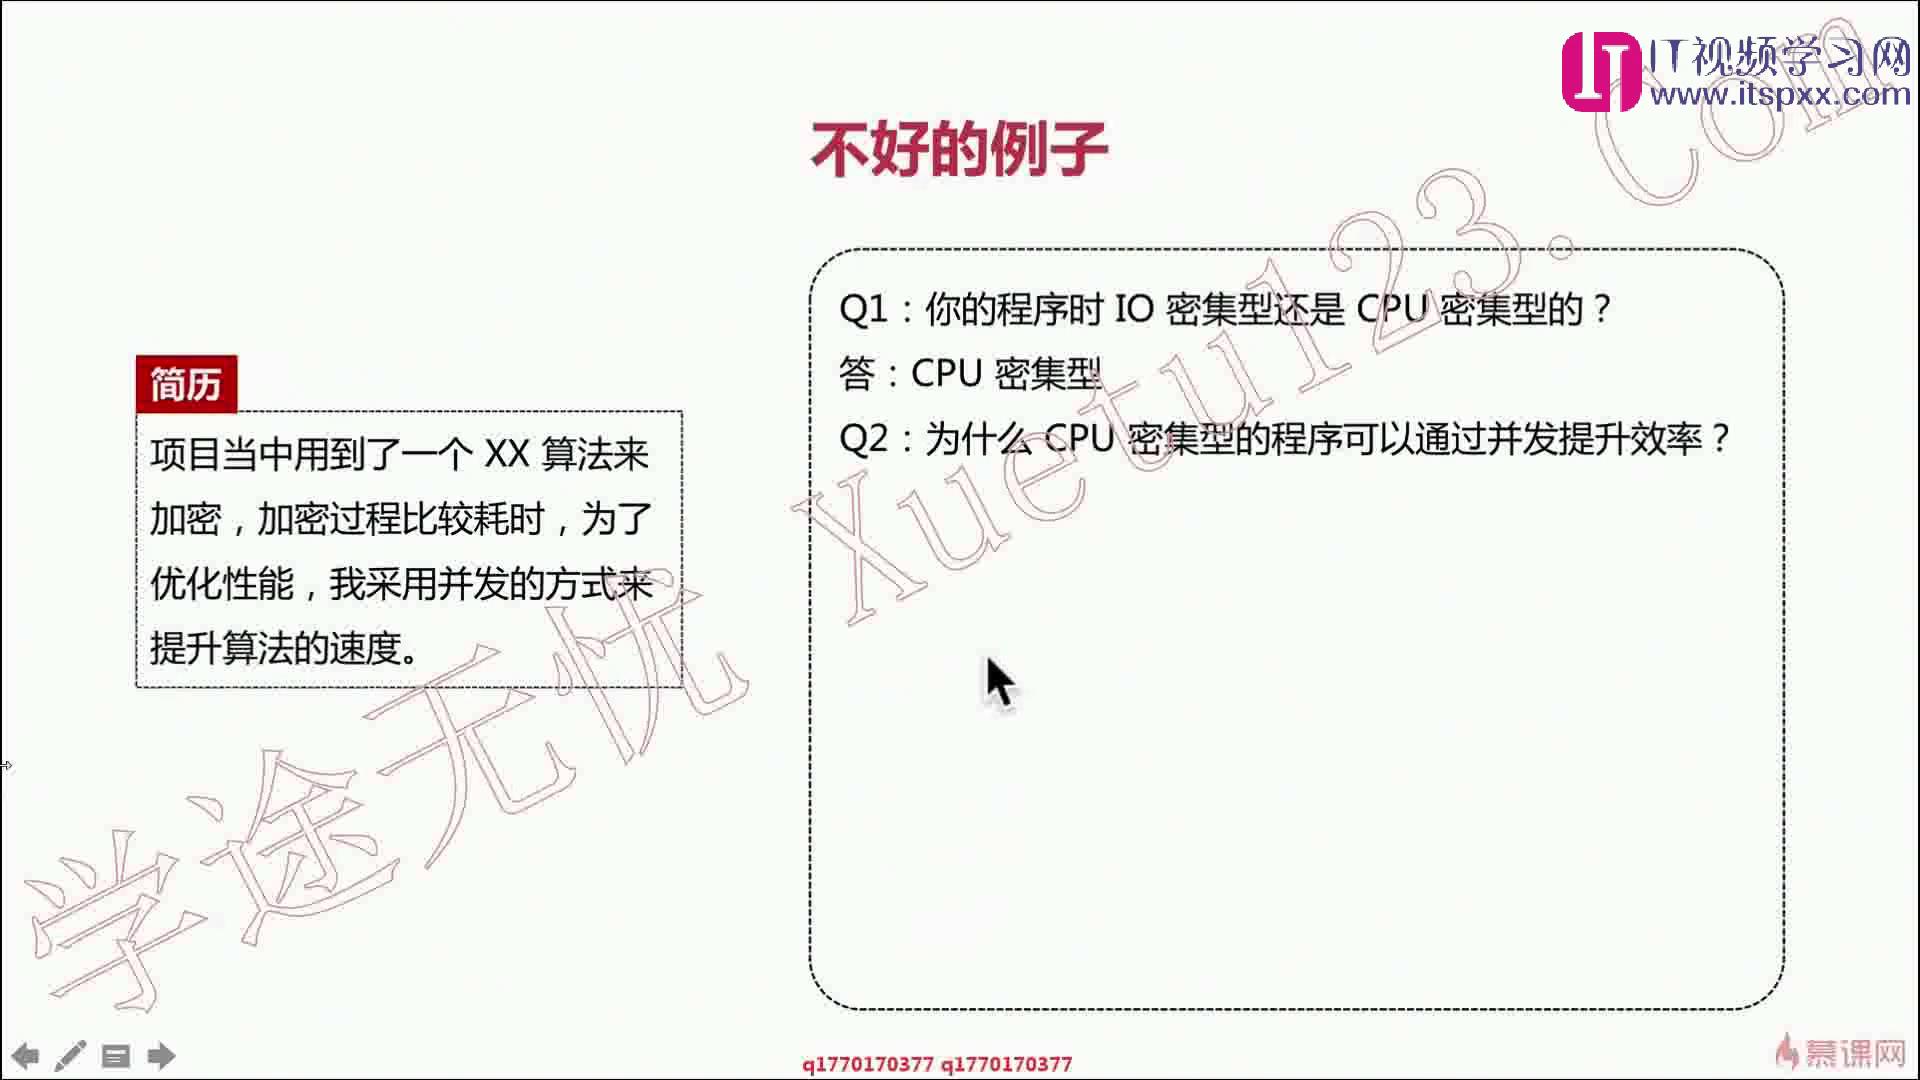 IT视频学习网
www.itspxx.com
不好的例子
简历
项目当中用到了一个 XX 算法来
加密，加密过程比较耗时，为了
优化性能，我采用并发的方式来
提升算法的速度。
Q1：你的程序时 IO 密集型还是 CPU 密集型的？
答：CPU 密集型
Q2：为什么 CPU 密集型的程序可以通过并发提升效率？
学途无忧 Xuetu123.Com
q1770170377 q1770170377
慕课网